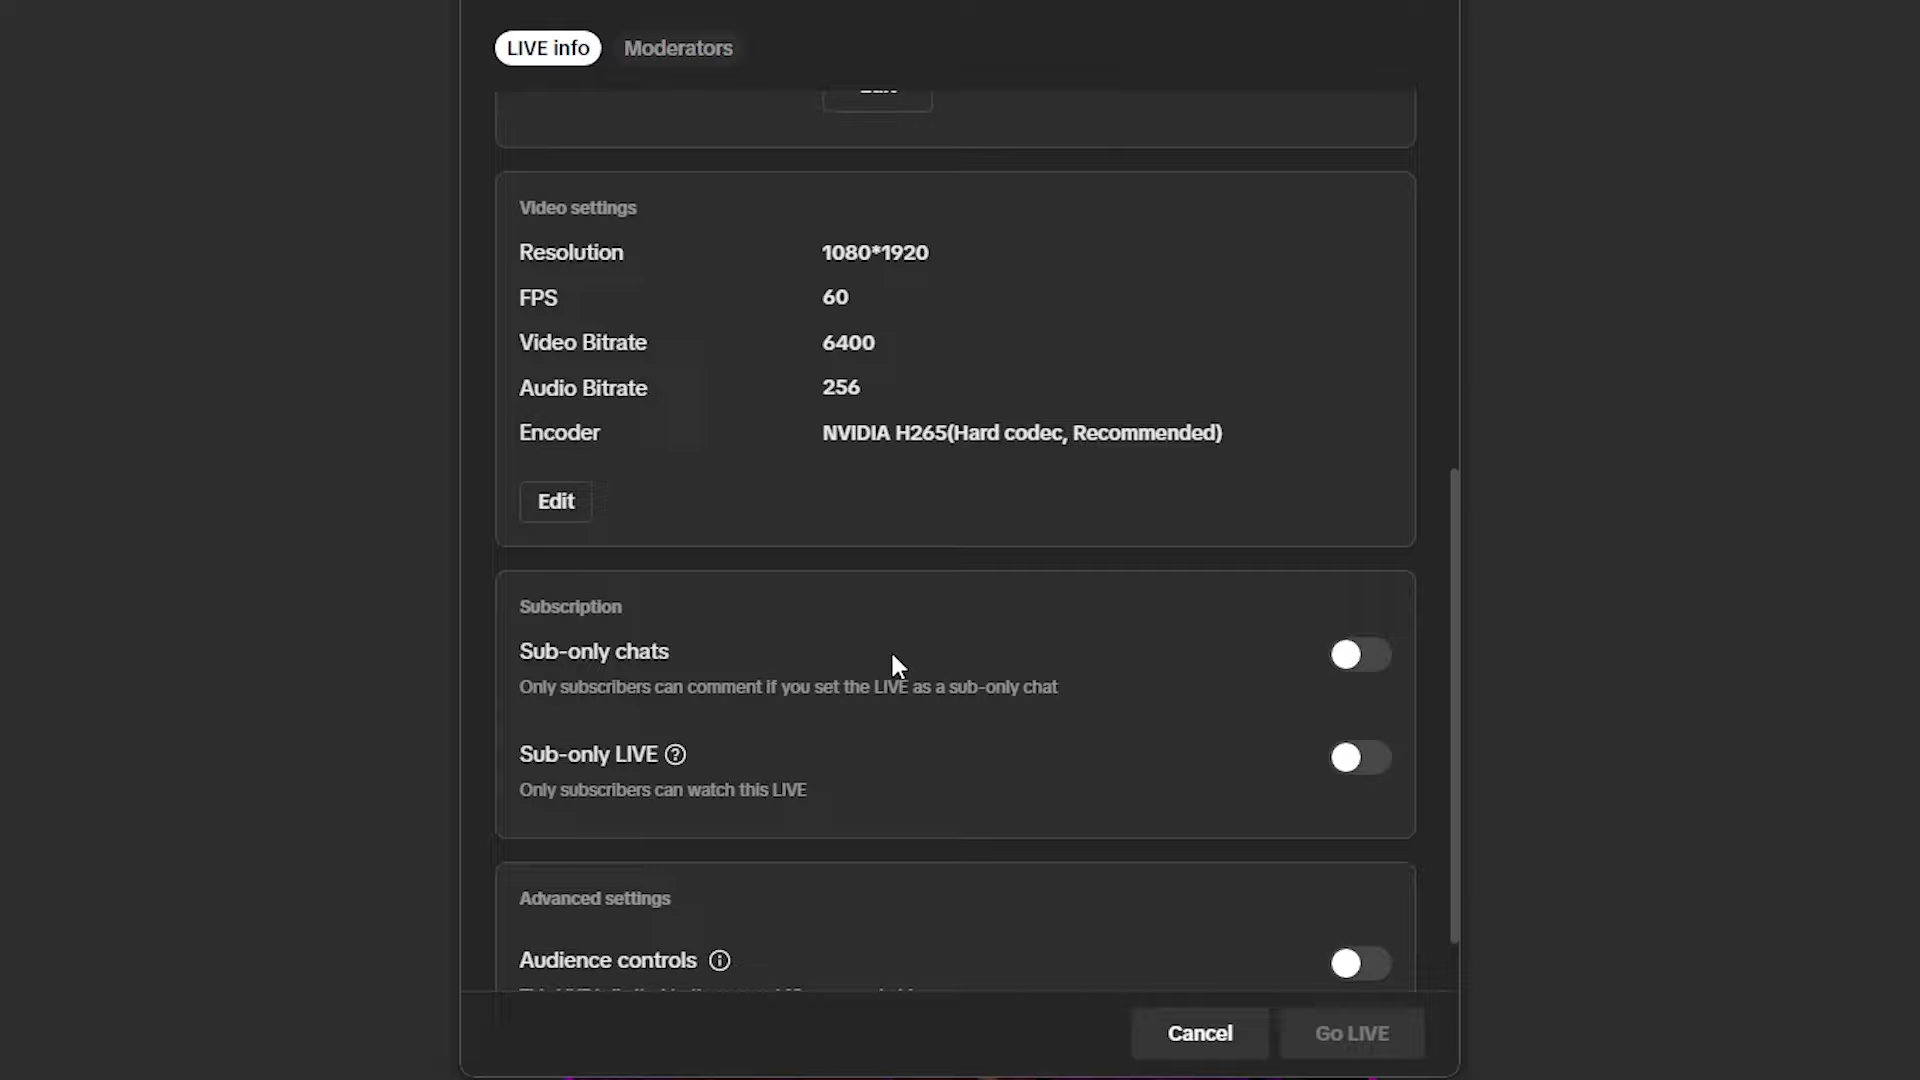 LIVE info Moderators
Video settings
Resolution 1080*1920
FPS 60
Video Bitrate 6400
Audio Bitrate 256
Encoder NVIDIA H265(Hard codec, Recommended)
Edit
Subscription
Sub-only chats
Only subscribers can comment if you set the LIVE as a sub-only chat
Sub-only LIVE
Only subscribers can watch this LIVE
Advanced settings
Audience controls
Cancel Go LIVE